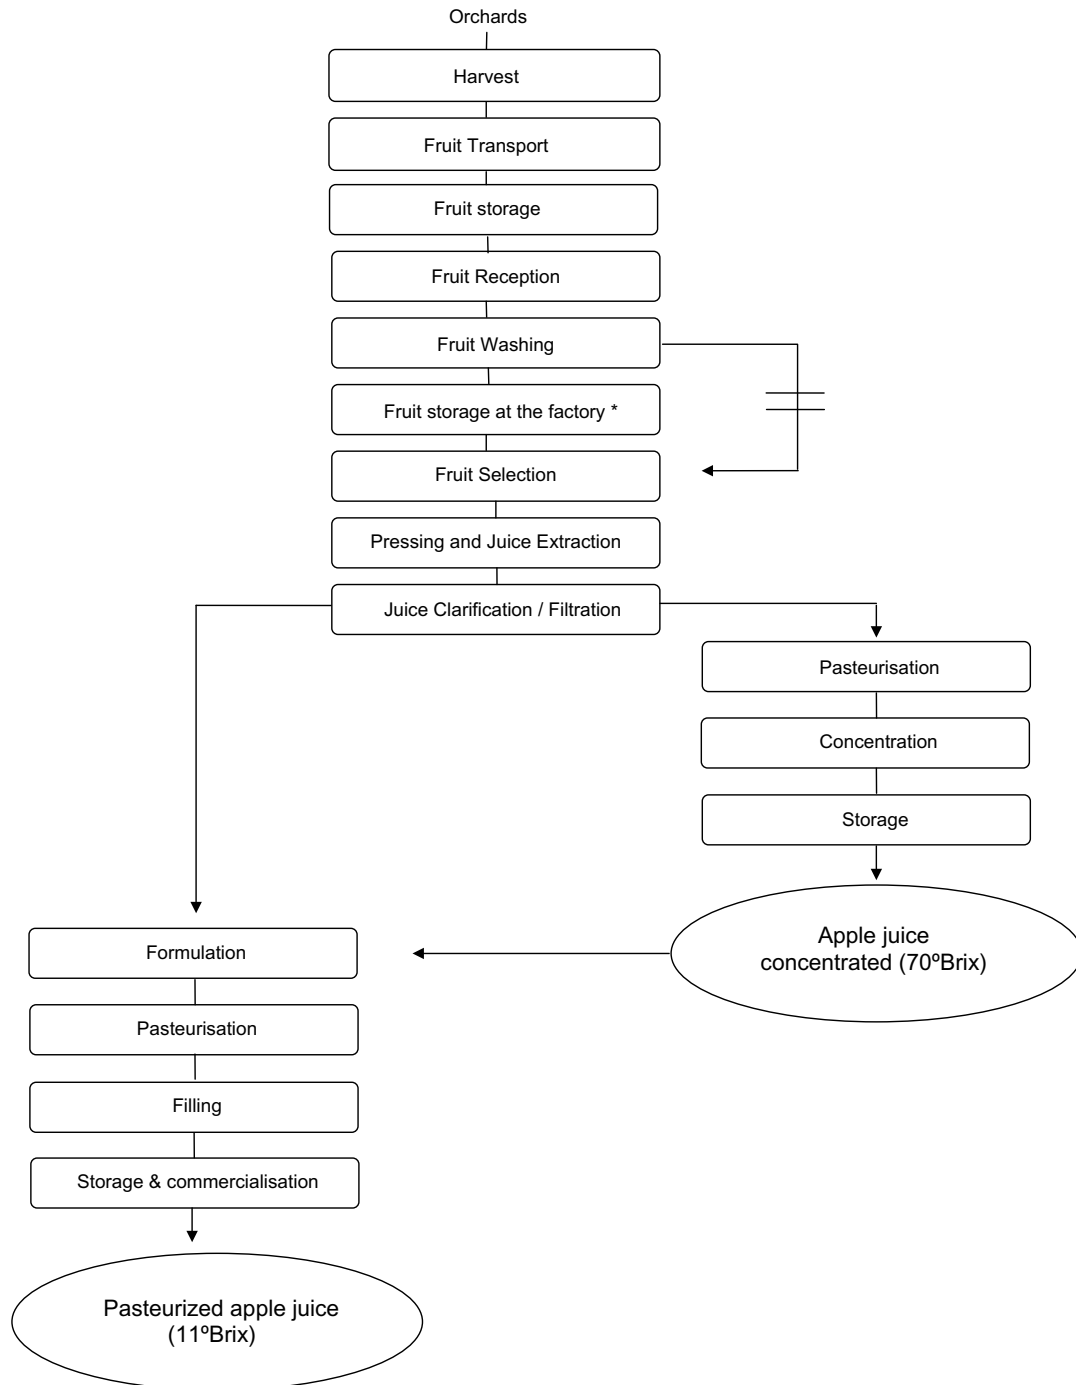 Orchards
Harvest
Fruit Transport
Fruit storage
Fruit Reception
Fruit Washing
Fruit storage at the factory *
Fruit Selection
Pressing and Juice Extraction
Juice Clarification / Filtration
Pasteurisation
Concentration
Storage
Apple juice
concentrated (70ºBrix)
Formulation
Pasteurisation
Filling
Storage & commercialisation
Pasteurized apple juice
(11ºBrix)